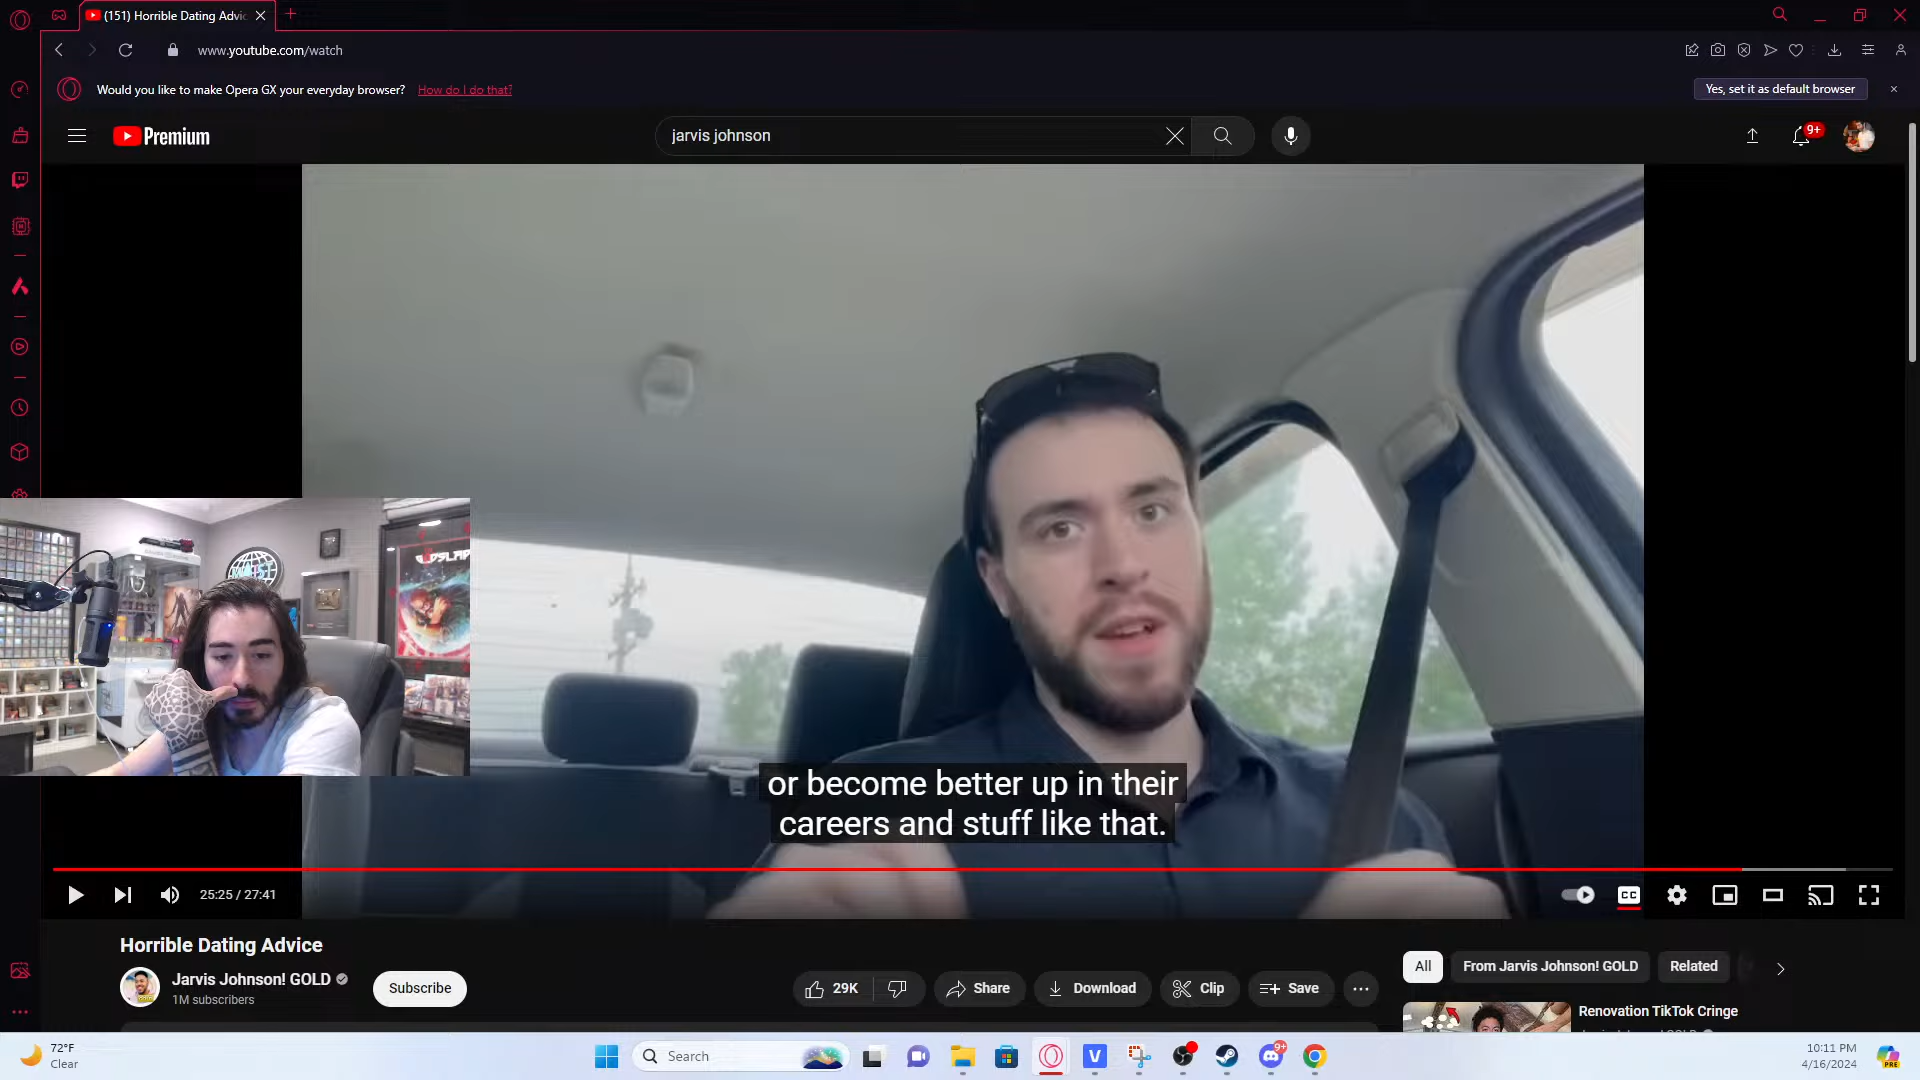 (151) Horrible Dating Advic
www.youtube.com/watch
Would you like to make Opera GX your everyday browser? How do I do that?
Yes, set it as default browser
Premium
jarvis johnson
9+
or become better up in their
careers and stuff like that.
25:25 / 27:41
CC
Horrible Dating Advice
Jarvis Johnson! GOLD
1M subscribers
Subscribe
29K
Share
Download
Clip
Save
All
From Jarvis Johnson! GOLD
Related
Renovation TikTok Cringe
72°F
Clear
Search
9+
10:11 PM
4/16/2024
PRE